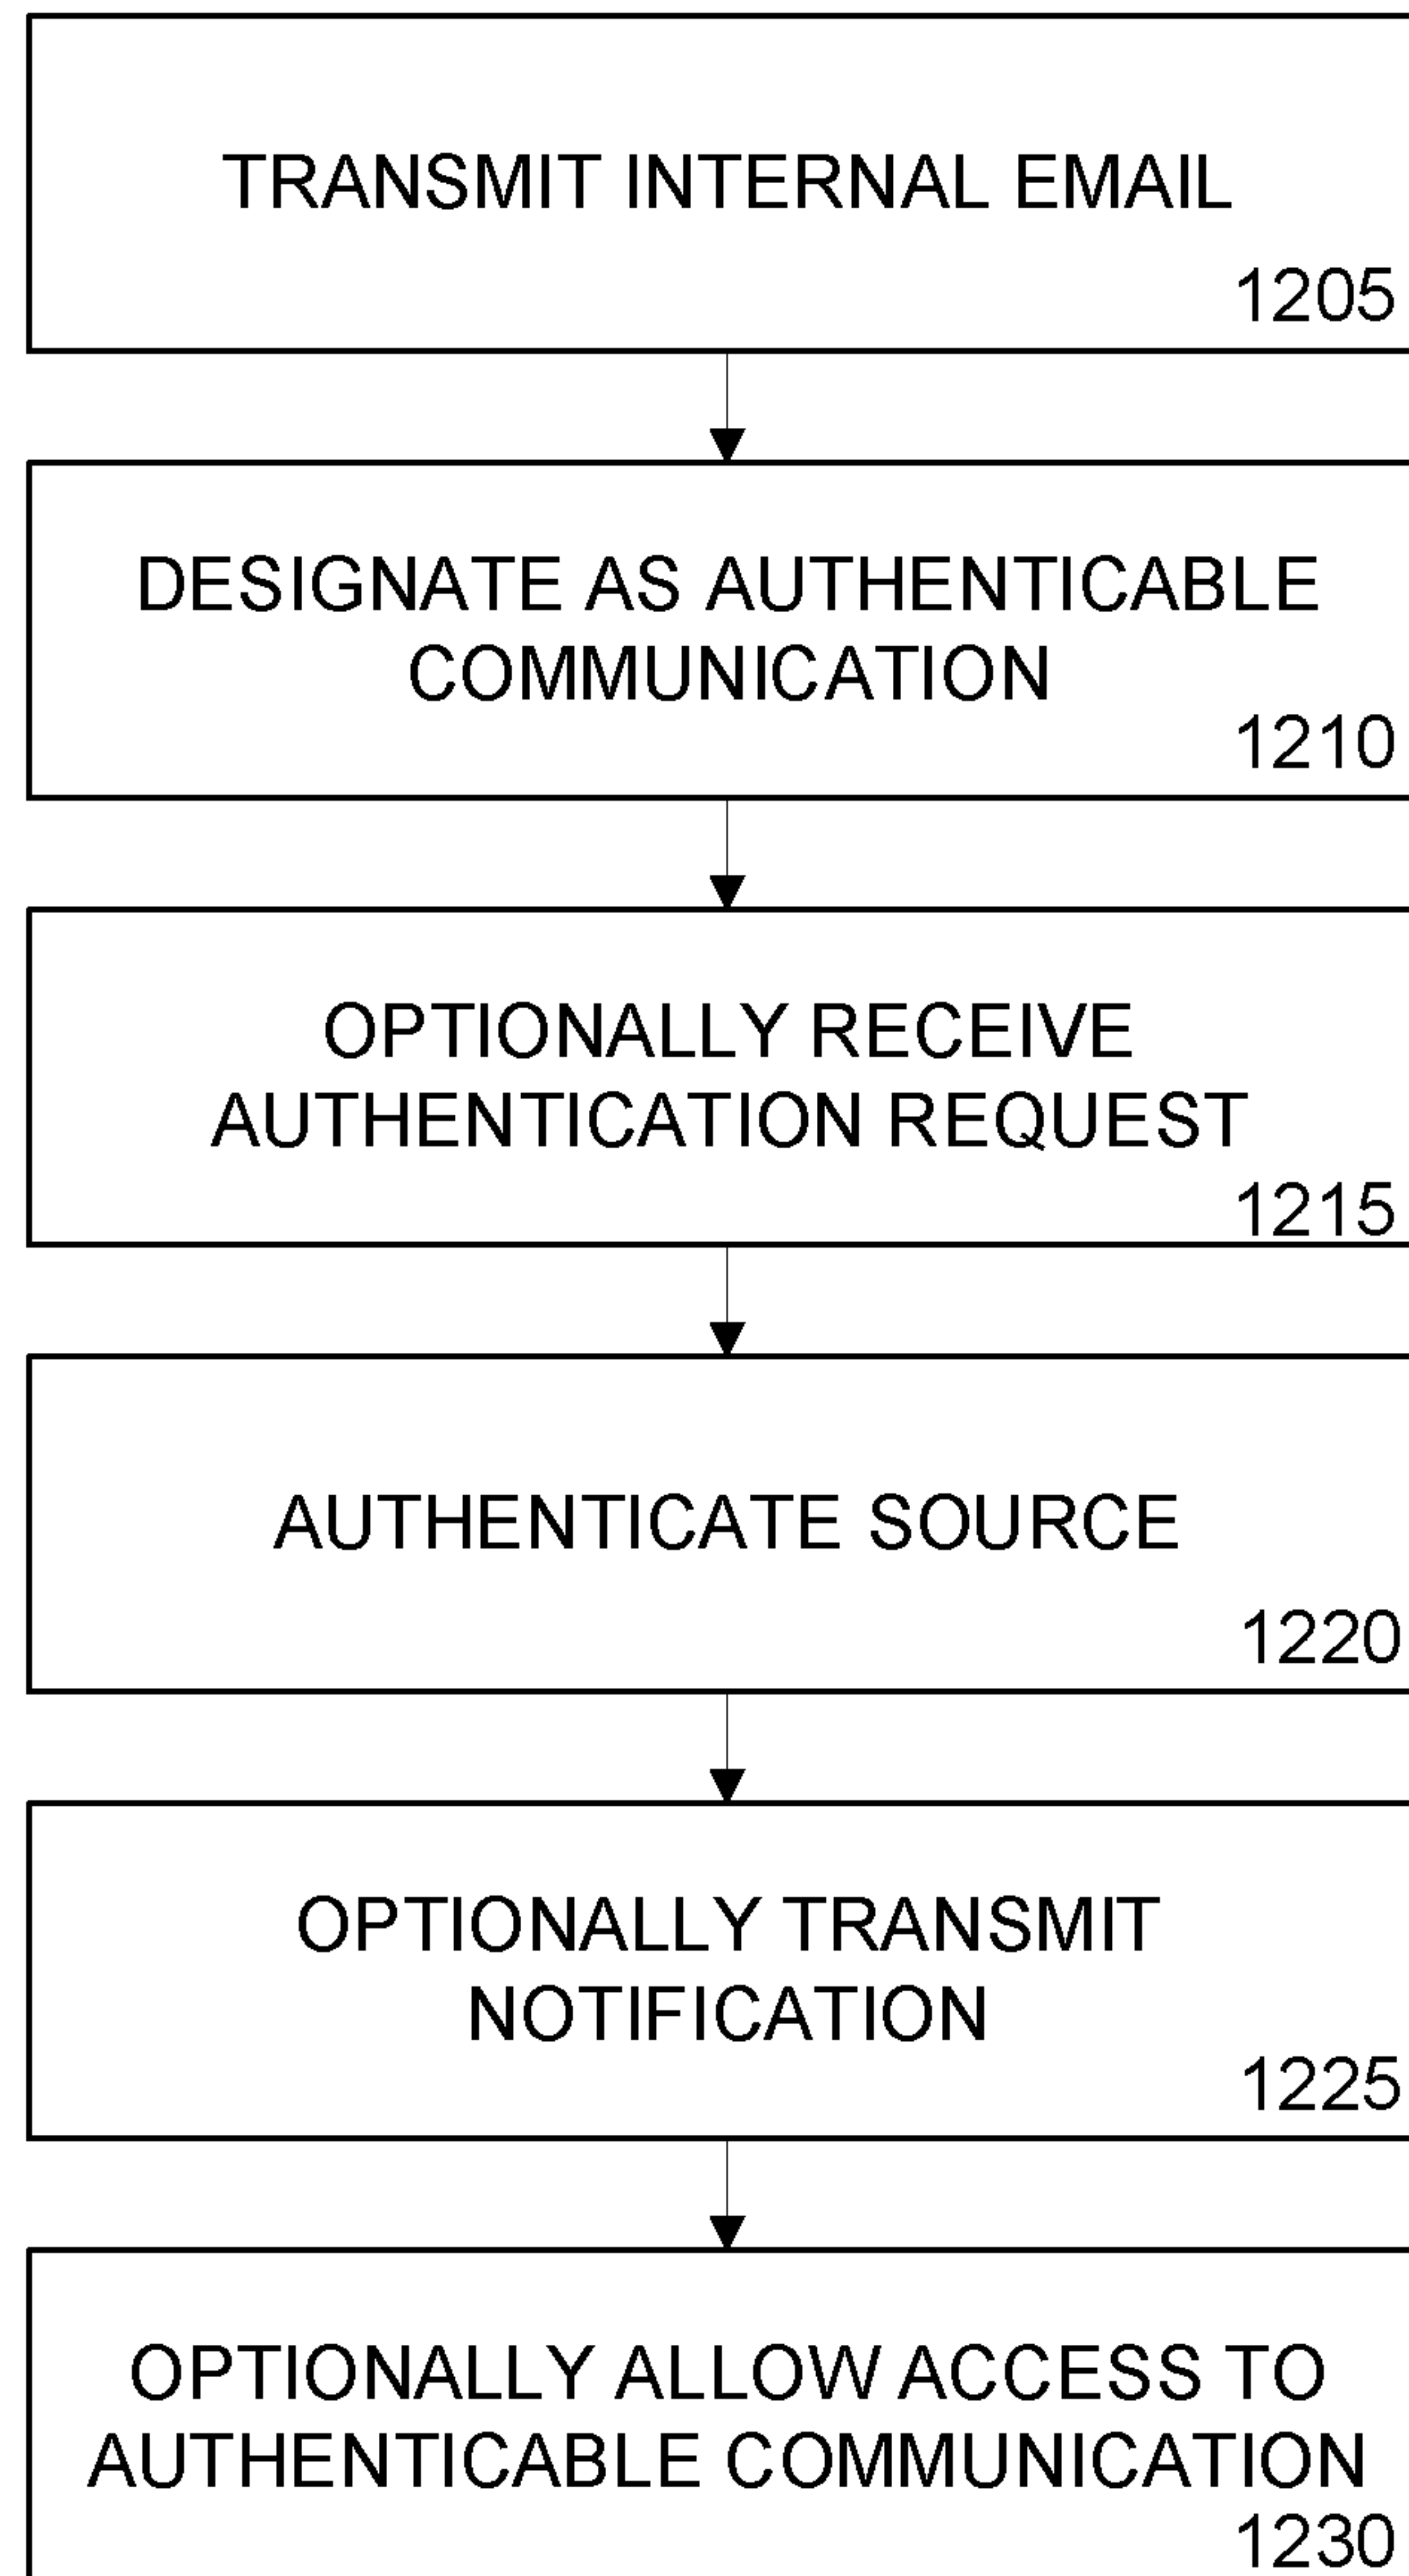 TRANSMIT INTERNAL EMAIL
1205
DESIGNATE AS AUTHENTICABLE
COMMUNICATION
1210
OPTIONALLY RECEIVE
AUTHENTICATION REQUEST
1215
AUTHENTICATE SOURCE
1220
OPTIONALLY TRANSMIT
NOTIFICATION
1225
OPTIONALLY ALLOW ACCESS TO
AUTHENTICABLE COMMUNICATION
1230